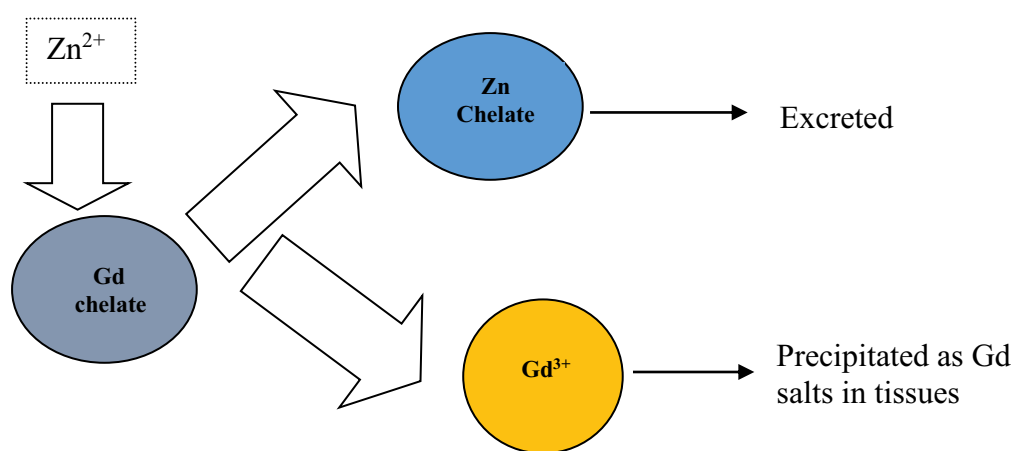 Zn²⁺
Zn
Chelate
Excreted
Gd
chelate
Gd³⁺
Precipitated as Gd
salts in tissues